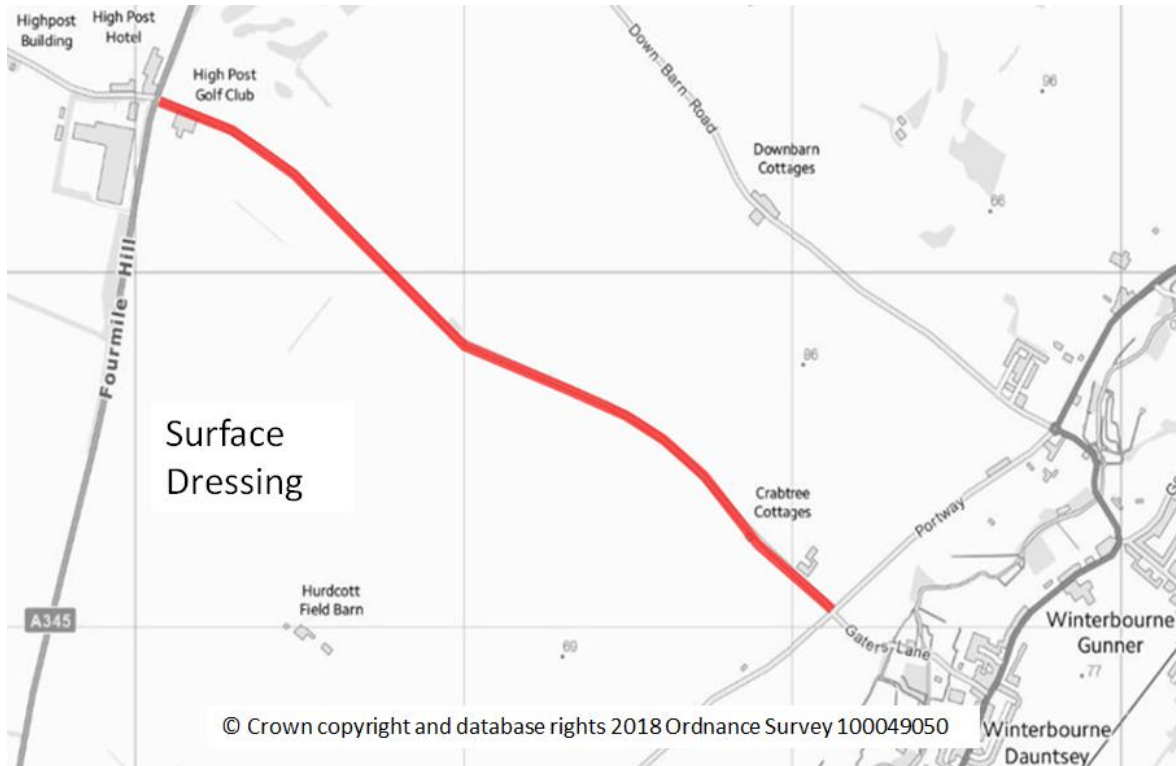 Highpost
Building
High Post
Hotel
High Post
Golf Club
Down-Barn-Road
96
Downbarn
Cottages
66
Fourmile Hill
86
Surface
Dressing
Crabtree
Cottages
Portway
Hurdcott
Field Barn
A345
69
Gaters-Lane
Winterbourne
Gunner
77
© Crown copyright and database rights 2018 Ordnance Survey 100049050
Winterbourne
Dauntsey